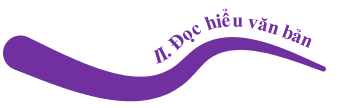 II. Đọc hiểu văn bản